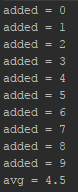 added = 0
added = 1
added = 2
added = 3
added = 4
added = 5
added = 6
added = 7
added = 8
added = 9
avg = 4.5